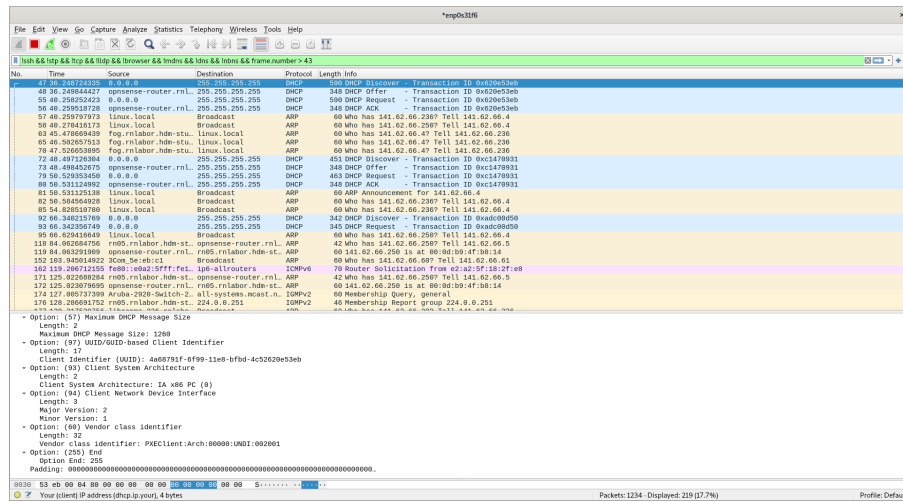 *enp0s31f6
File Edit View Go Capture Analyze Statistics Telephony Wireless Tools Help
!ssh && !stp && !tcp && !lldp && !browser && !mdns && !dns && !nbns && frame.number > 43
No. Time Source Destination Protocol Length Info
47 36.248724335 0.0.0.0 255.255.255.255 DHCP 590 DHCP Discover - Transaction ID 0x620e53eb
48 36.249844427 opnsense-router.rnl… 255.255.255.255 DHCP 348 DHCP Offer - Transaction ID 0x620e53eb
55 40.258252423 0.0.0.0 255.255.255.255 DHCP 590 DHCP Request - Transaction ID 0x620e53eb
56 40.259518728 opnsense-router.rnl… 255.255.255.255 DHCP 348 DHCP ACK - Transaction ID 0x620e53eb
57 40.259797973 linux.local Broadcast ARP 60 Who has 141.62.66.236? Tell 141.62.66.4
58 40.270416173 linux.local Broadcast ARP 60 Who has 141.62.66.250? Tell 141.62.66.4
63 45.478669439 fog.rnlabor.hdm-stu… linux.local ARP 60 Who has 141.62.66.4? Tell 141.62.66.236
65 46.502657513 fog.rnlabor.hdm-stu… linux.local ARP 60 Who has 141.62.66.4? Tell 141.62.66.236
70 47.526653895 fog.rnlabor.hdm-stu… linux.local ARP 60 Who has 141.62.66.4? Tell 141.62.66.236
72 48.497126304 0.0.0.0 255.255.255.255 DHCP 451 DHCP Discover - Transaction ID 0xc1470931
73 48.498452675 opnsense-router.rnl… 255.255.255.255 DHCP 348 DHCP Offer - Transaction ID 0xc1470931
79 50.529353450 0.0.0.0 255.255.255.255 DHCP 463 DHCP Request - Transaction ID 0xc1470931
80 50.531124992 opnsense-router.rnl… 255.255.255.255 DHCP 348 DHCP ACK - Transaction ID 0xc1470931
81 50.531125138 linux.local Broadcast ARP 60 ARP Announcement for 141.62.66.4
82 50.584564928 linux.local Broadcast ARP 60 Who has 141.62.66.236? Tell 141.62.66.4
85 54.828510780 linux.local Broadcast ARP 60 Who has 141.62.66.250? Tell 141.62.66.4
92 66.340215769 0.0.0.0 255.255.255.255 DHCP 342 DHCP Discover - Transaction ID 0xadc00d50
93 66.342356749 0.0.0.0 255.255.255.255 DHCP 345 DHCP Request - Transaction ID 0xadc00d50
95 66.629416649 linux.local Broadcast ARP 60 Who has 141.62.66.250? Tell 141.62.66.4
118 84.062684756 rn05.rnlabor.hdm-st… opnsense-router.rnl… ARP 42 Who has 141.62.66.250? Tell 141.62.66.5
119 84.063291909 opnsense-router.rnl… rn05.rnlabor.hdm-st… ARP 60 141.62.66.250 is at 00:0d:b9:4f:b8:14
152 103.945014922 3Com_5e:eb:c1 Broadcast ARP 60 Who has 141.62.66.60? Tell 141.62.66.61
162 119.206712155 fe80::e0a2:5fff:fe1… ip6-allrouters ICMPv6 70 Router Solicitation from e2:a2:5f:18:2f:e8
171 125.022688284 rn05.rnlabor.hdm-st… opnsense-router.rnl… ARP 42 Who has 141.62.66.250? Tell 141.62.66.5
172 125.023079695 opnsense-router.rnl… rn05.rnlabor.hdm-st… ARP 60 141.62.66.250 is at 00:0d:b9:4f:b8:14
174 127.005737399 Aruba-2920-Switch-2… all-systems.mcast.n… IGMPv2 60 Membership Query, general
176 128.286691752 rn05.rnlabor.hdm-st… 224.0.0.251 IGMPv2 46 Membership Report group 224.0.0.251
Option: (57) Maximum DHCP Message Size
Length: 2
Maximum DHCP Message Size: 1260
Option: (97) UUID/GUID-based Client Identifier
Length: 17
Client Identifier (UUID): 4a68791f-6f99-11e8-bfbd-4c52620e53eb
Option: (93) Client System Architecture
Length: 2
Client System Architecture: IA x86 PC (0)
Option: (94) Client Network Device Interface
Length: 3
Major Version: 2
Minor Version: 1
Option: (60) Vendor class identifier
Length: 32
Vendor class identifier: PXEClient:Arch:00000:UNDI:002001
Option: (255) End
Option End: 255
Padding: 000000000000000000000000000000000000000000000000000000000000000000000000…
0030 53 eb 00 04 80 00 00 00 00 00 00 00 00 00 00 00 S······· ········
Your (client) IP address (dhcp.ip.your), 4 bytes
Packets: 1234 · Displayed: 219 (17.7%)
Profile: Defau